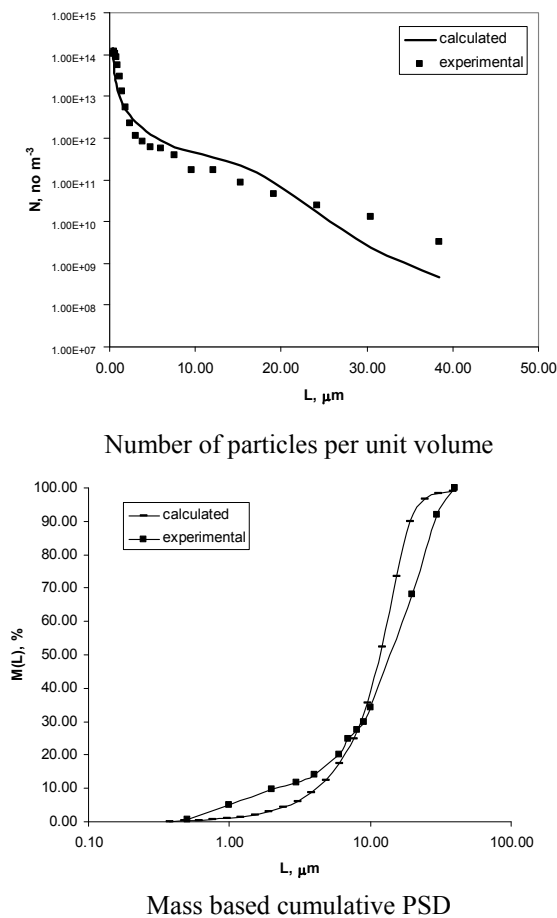 1.00E+15
1.00E+14
1.00E+13
1.00E+12
1.00E+11
1.00E+10
1.00E+09
1.00E+08
1.00E+07
N, no m⁻³
calculated
experimental
0.00 10.00 20.00 30.00 40.00 50.00
L, μm
Number of particles per unit volume
100.00
90.00
80.00
70.00
60.00
50.00
40.00
30.00
20.00
10.00
0.00
M(L), %
calculated
experimental
0.10 1.00 10.00 100.00
L, μm
Mass based cumulative PSD